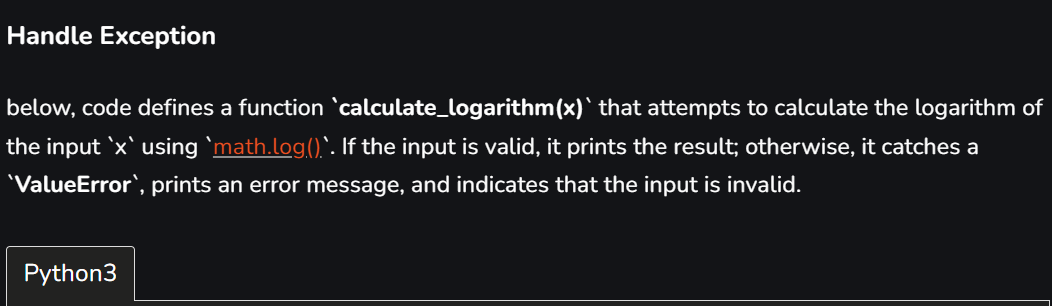 Handle Exception
below, code defines a function `calculate_logarithm(x)` that attempts to calculate the logarithm of
the input `x` using `math.log()`. If the input is valid, it prints the result; otherwise, it catches a
`ValueError`, prints an error message, and indicates that the input is invalid.
Python3